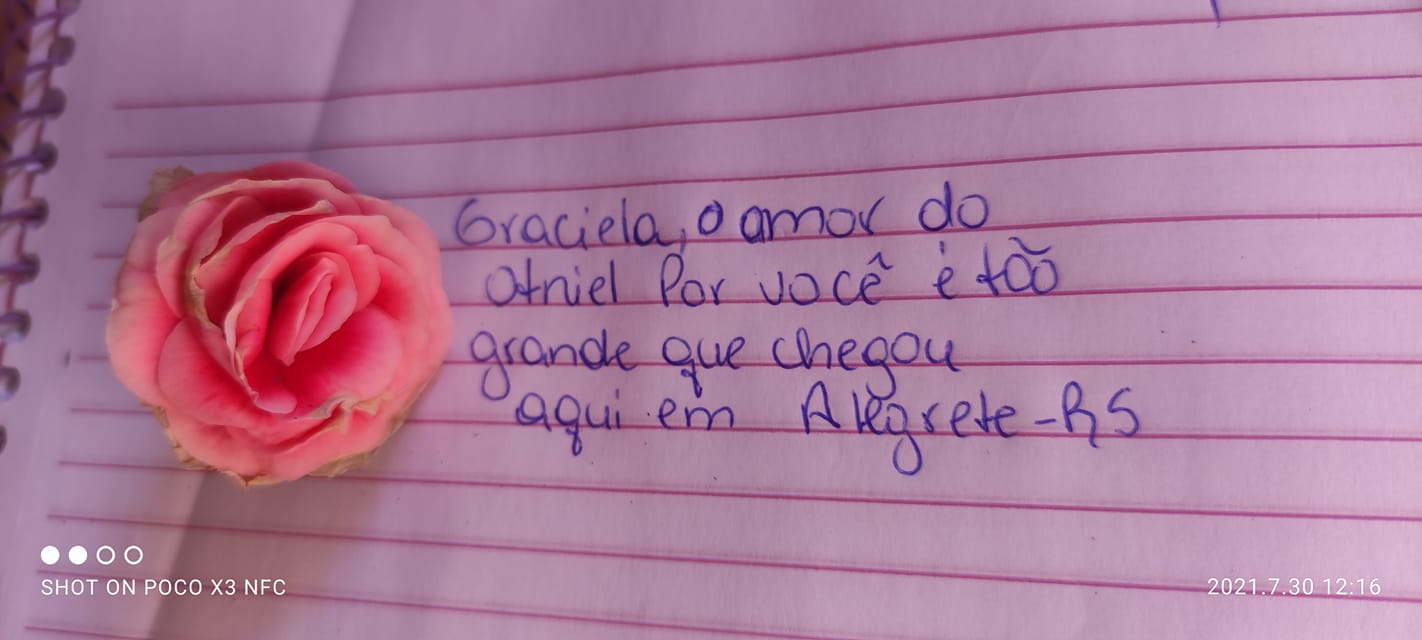 Graciela, o amor do
Otniel Por você é tão
grande que chegou
aqui em Alegrete-RS
SHOT ON POCO X3 NFC
2021.7.30 12:16